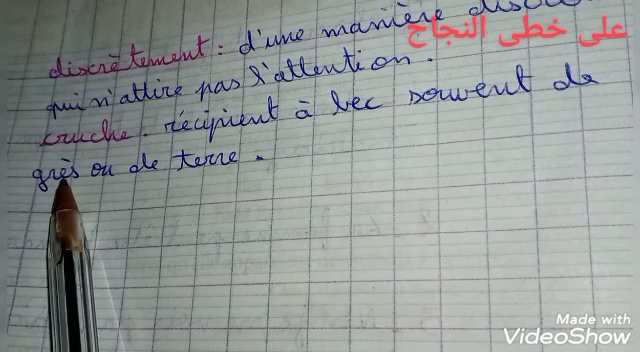 discrètement : d'une manière
على خطى النجاح
qui n'attire pas l'attention.
cruche. récipient à bec souvent de
grès ou de terre.
Made with
VideoShow